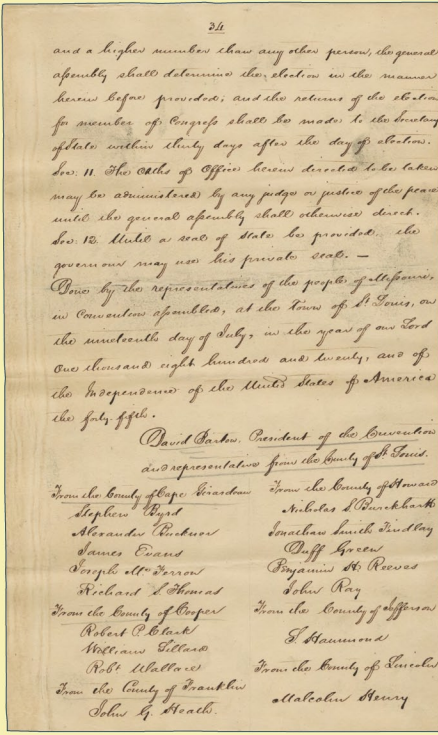 34
and a higher number than any other person, the general
assembly shall determine the election in the manner
herein before provided; and the returns of the election
for member of Congress shall be made to the Secretary
of State within thirty days after the day of election.
Sec. 11. The Oaths of Office herein directed to be taken
may be administered by any judge or justice of the peace
until the general assembly shall otherwise direct.
Sec. 12. Until a seal of State be provided, the
governour may use his private seal. —
Done by the representatives of the people of Missouri,
in Convention assembled, at the town of St. Louis, on
the nineteenth day of July, in the year of our Lord
One thousand eight hundred and twenty, and of
the Independence of the United States of America
the forty-fifth.
David Barton, President of the Convention
and representative from the County of St. Louis.
From the County of Cape Girardeau
Stephen Byrd
Alexander Buckner
James Evans
Joseph Mc. Ferron
Richard S. Thomas
From the County of Cooper
Robert P. Clark
William Lillard
Robt. Wallace
From the County of Franklin
John G. Heath.
From the County of Howard
Nicholas S. Burckhartt
Jonathan Smith Findlay
Duff Green
Benjamin H. Reeves
John Ray
From the County of Jefferson
S. Hammond
From the County of Lincoln
Malcolm Henry